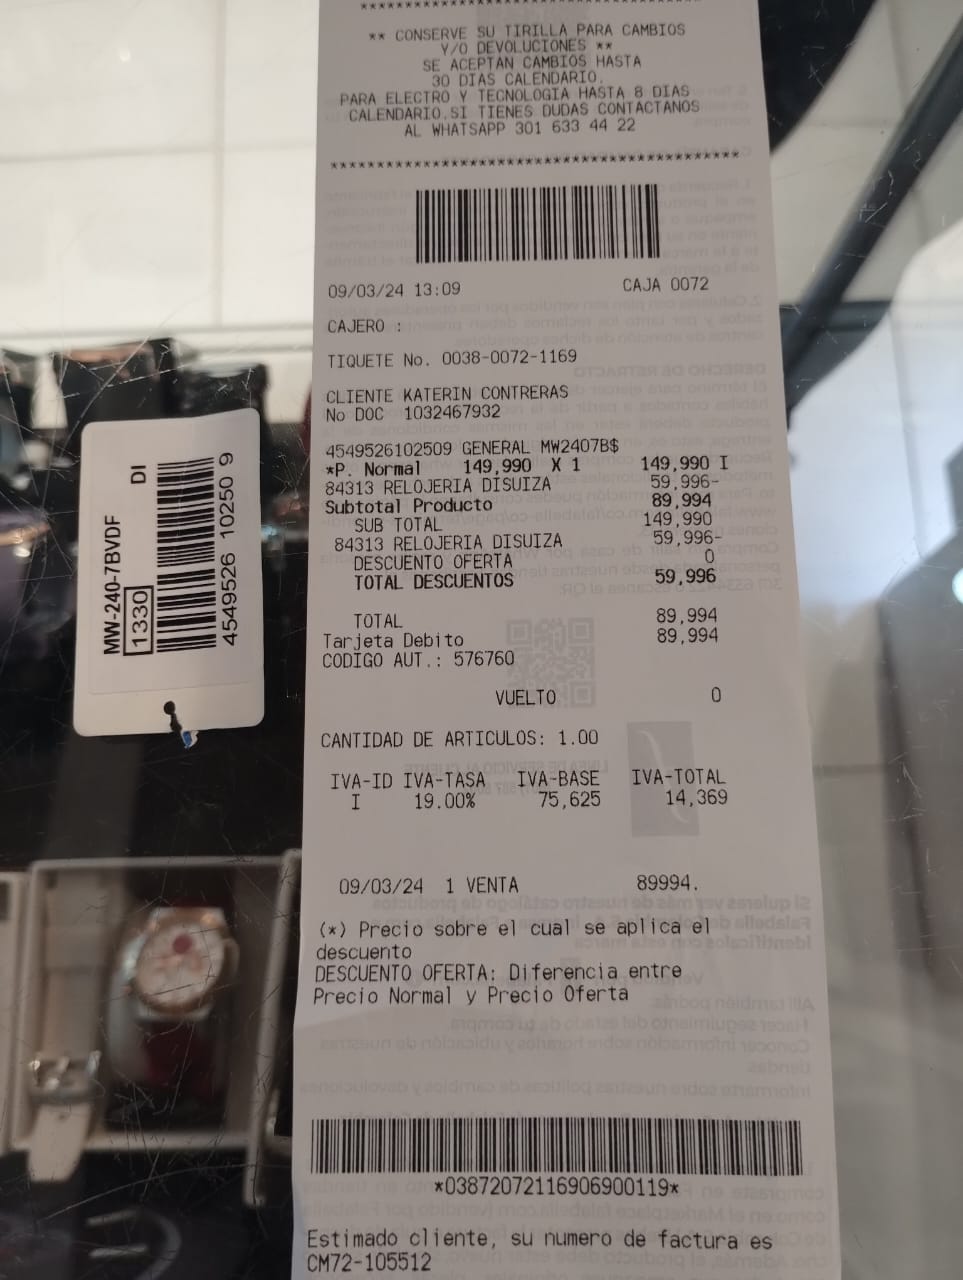 ** CONSERVE SU TIRILLA PARA CAMBIOS
Y/O DEVOLUCIONES **
SE ACEPTAN CAMBIOS HASTA
30 DIAS CALENDARIO.
PARA ELECTRO Y TECNOLOGIA HASTA 8 DIAS
CALENDARIO.SI TIENES DUDAS CONTACTANOS
AL WHATSAPP 301 633 44 22
****************************************
09/03/24 13:09 CAJA 0072
CAJERO :
TIQUETE No. 0038-0072-1169
CLIENTE KATERIN CONTRERAS
No DOC 1032467932
4549526102509 GENERAL MW2407B$
*P. Normal 149,990 X 1 149,990 I
84313 RELOJERIA DISUIZA 59,996-
Subtotal Producto 89,994
SUB TOTAL 149,990
84313 RELOJERIA DISUIZA 59,996-
DESCUENTO OFERTA 0
TOTAL DESCUENTOS 59,996
TOTAL 89,994
Tarjeta Debito 89,994
CODIGO AUT.: 576760
VUELTO 0
CANTIDAD DE ARTICULOS: 1.00
IVA-ID IVA-TASA IVA-BASE IVA-TOTAL
I 19.00% 75,625 14,369
09/03/24 1 VENTA 89994.
(*) Precio sobre el cual se aplica el
descuento
DESCUENTO OFERTA: Diferencia entre
Precio Normal y Precio Oferta
*03872072116906900119*
Estimado cliente, su numero de factura es
CM72-105512
MW-240-7BVDF DI
1330
4549526 10250 9